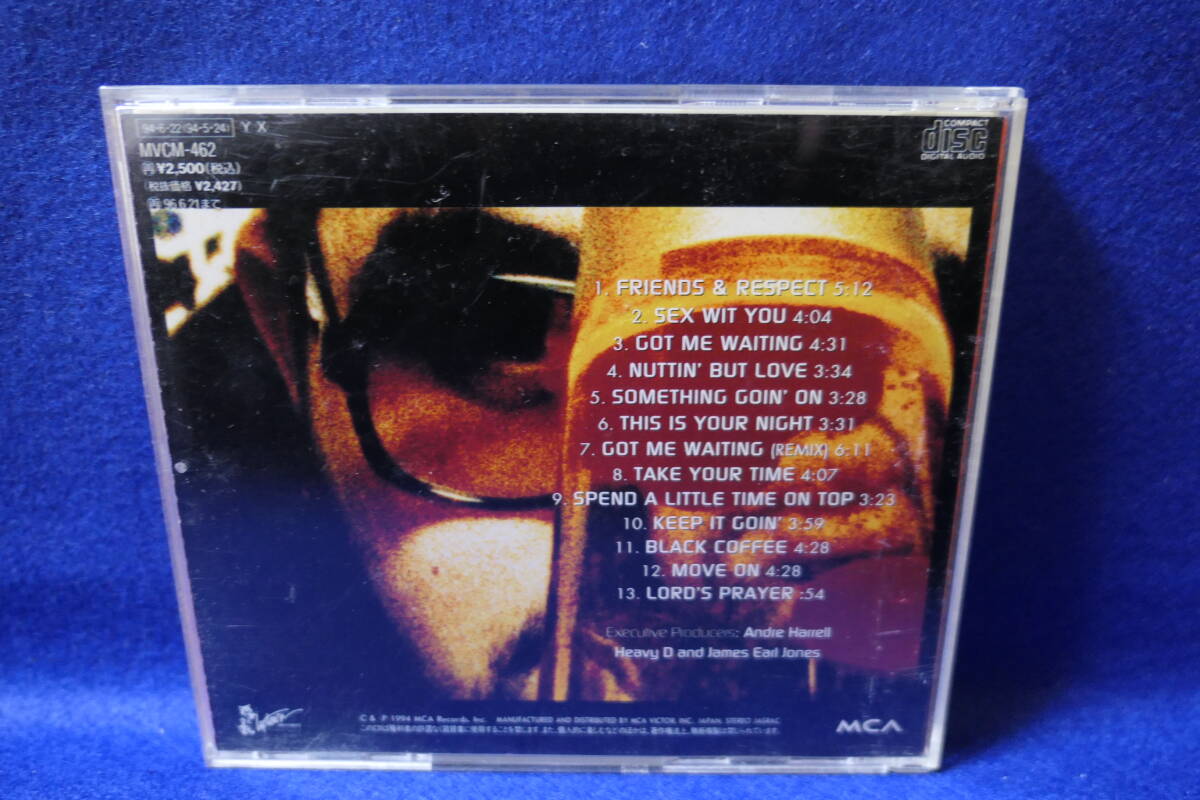 94-6-22(94-5-24) Y X
MVCM-462
再¥2,500(税込)
(税抜価格 ¥2,427)
再96.6.21まで
COMPACT
disc
DIGITAL AUDIO
1. FRIENDS & RESPECT 5:12
2. SEX WIT YOU 4:04
3. GOT ME WAITING 4:31
4. NUTTIN' BUT LOVE 3:34
5. SOMETHING GOIN' ON 3:28
6. THIS IS YOUR NIGHT 3:31
7. GOT ME WAITING (REMIX) 6:11
8. TAKE YOUR TIME 4:07
9. SPEND A LITTLE TIME ON TOP 3:23
10. KEEP IT GOIN' 3:59
11. BLACK COFFEE 4:28
12. MOVE ON 4:28
13. LORD'S PRAYER :54
Executive Producers: Andre Harrell
Heavy D and James Earl Jones
C & P 1994 MCA Records, Inc. MANUFACTURED AND DISTRIBUTED BY MCA VICTOR, INC. JAPAN. STEREO JASRAC
MCA